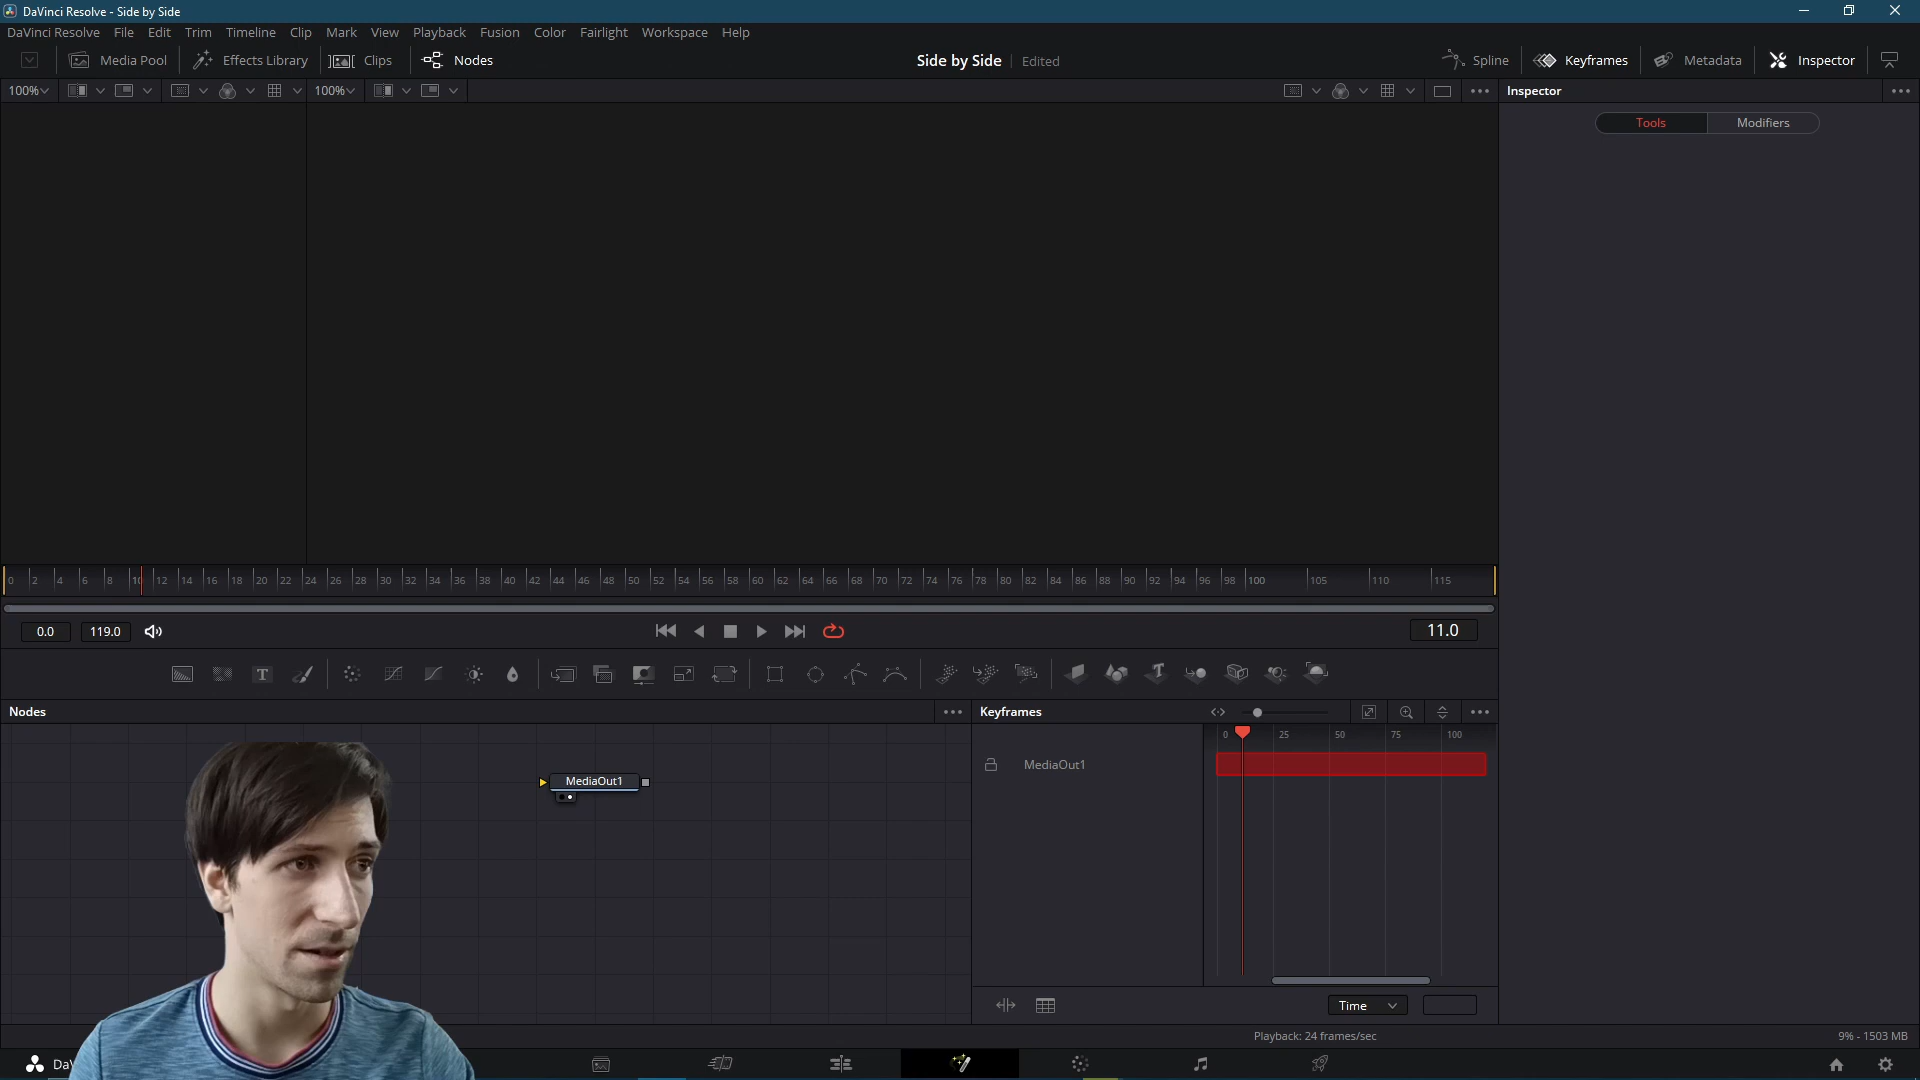 DaVinci Resolve - Side by Side
DaVinci Resolve File Edit Trim Timeline Clip Mark View Playback Fusion Color Fairlight Workspace Help
Media Pool Effects Library Clips Nodes Side by Side Edited Spline Keyframes Metadata Inspector
100% 100% Inspector
Tools Modifiers
0 2 4 6 8 10 12 14 16 18 20 22 24 26 28 30 32 34 36 38 40 42 44 46 48 50 52 54 56 58 60 62 64 66 68 70 72 74 76 78 80 82 84 86 88 90 92 94 96 98 100 105 110 115
0.0 119.0 11.0
T T
Nodes Keyframes
0 25 50 75 100
MediaOut1 MediaOut1
Time
Playback: 24 frames/sec 9% - 1503 MB